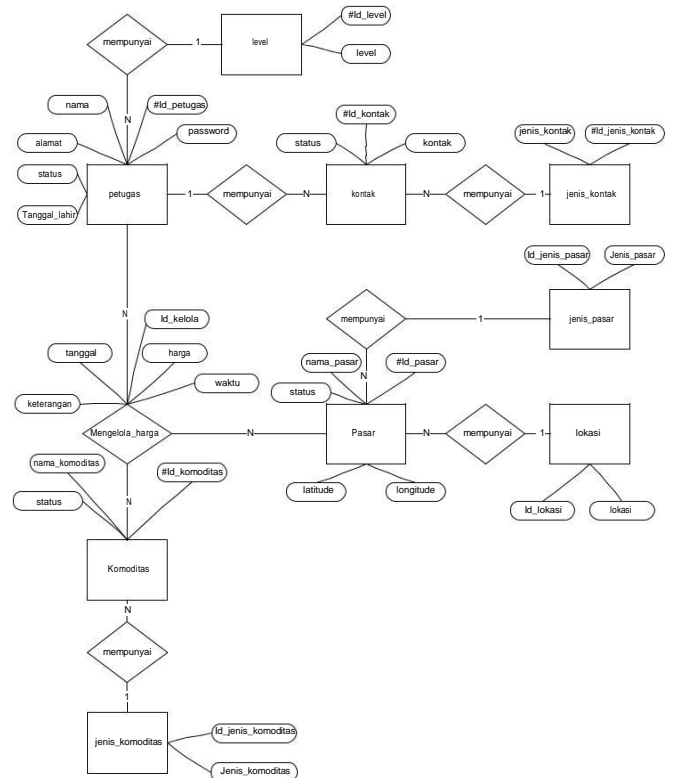 #Id_level
mempunyai 1 level
level
N
nama #Id_petugas
password
alamat
status
Tanggal_lahir
petugas
1 mempunyai N
#Id_kontak
status kontak
kontak
N mempunyai 1
jenis_kontak #Id_jenis_kontak
jenis_kontak
Id_jenis_pasar Jenis_pasar
mempunyai 1 jenis_pasar
N
N
Id_kelola
tanggal harga
waktu
keterangan
Mengelola_harga N
nama_pasar #Id_pasar
status
Pasar
N mempunyai 1 lokasi
latitude longitude
Id_lokasi lokasi
nama_komoditas #Id_komoditas
status
N
Komoditas
N
mempunyai
1
jenis_komoditas
Id_jenis_komoditas
Jenis_komoditas